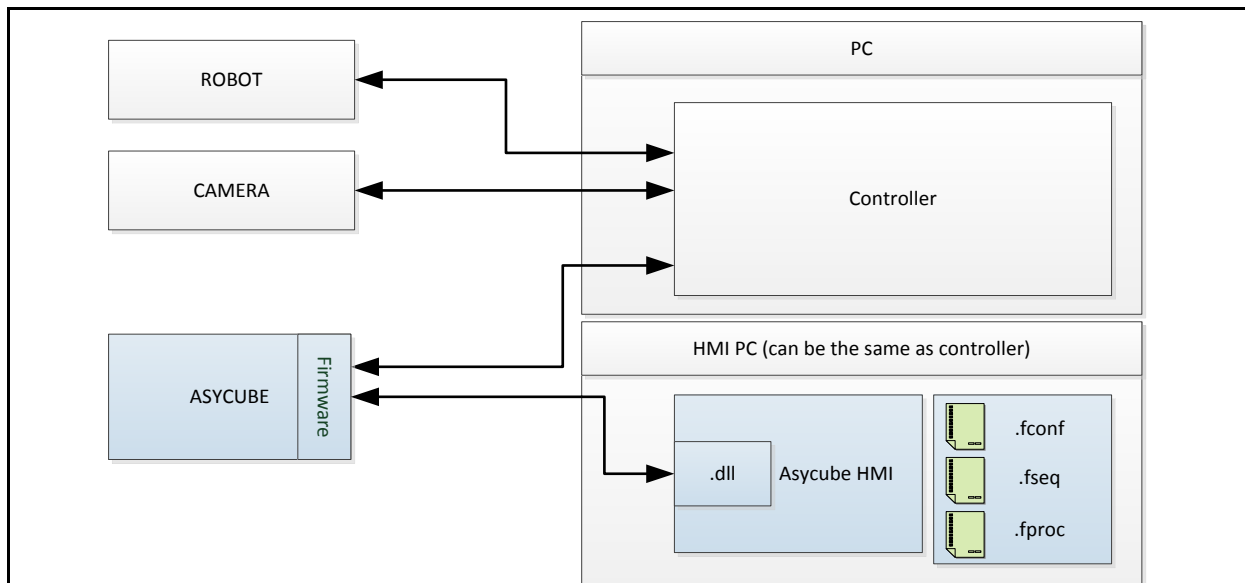 PC
ROBOT
CAMERA
Controller
HMI PC (can be the same as controller)
ASYCUBE
Firmware
.dll
Asycube HMI
.fconf
.fseq
.fproc